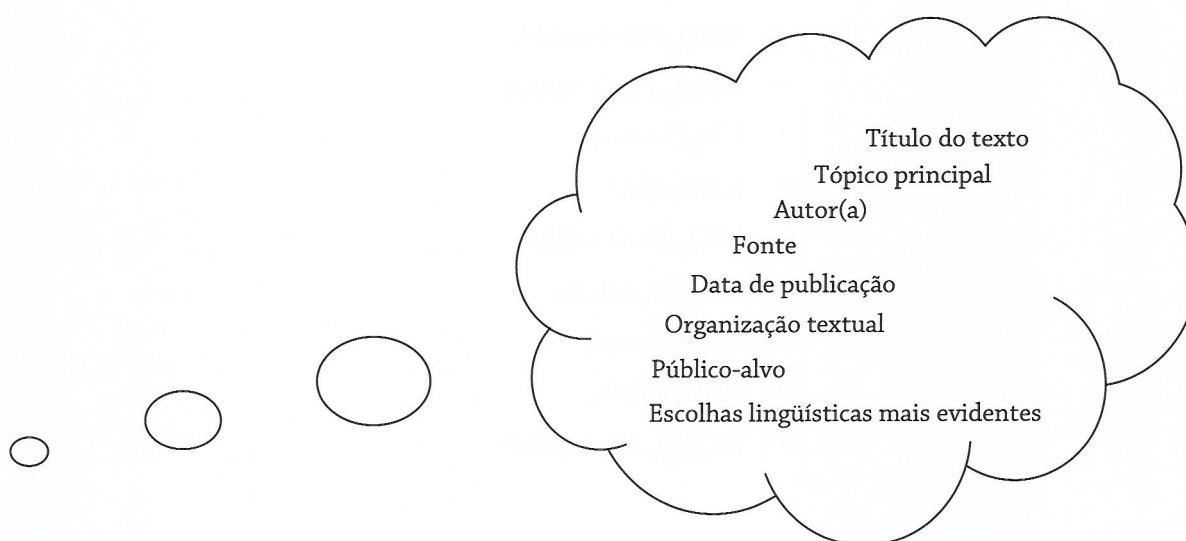 Título do texto
Tópico principal
Autor(a)
Fonte
Data de publicação
Organização textual
Público-alvo
Escolhas lingüísticas mais evidentes